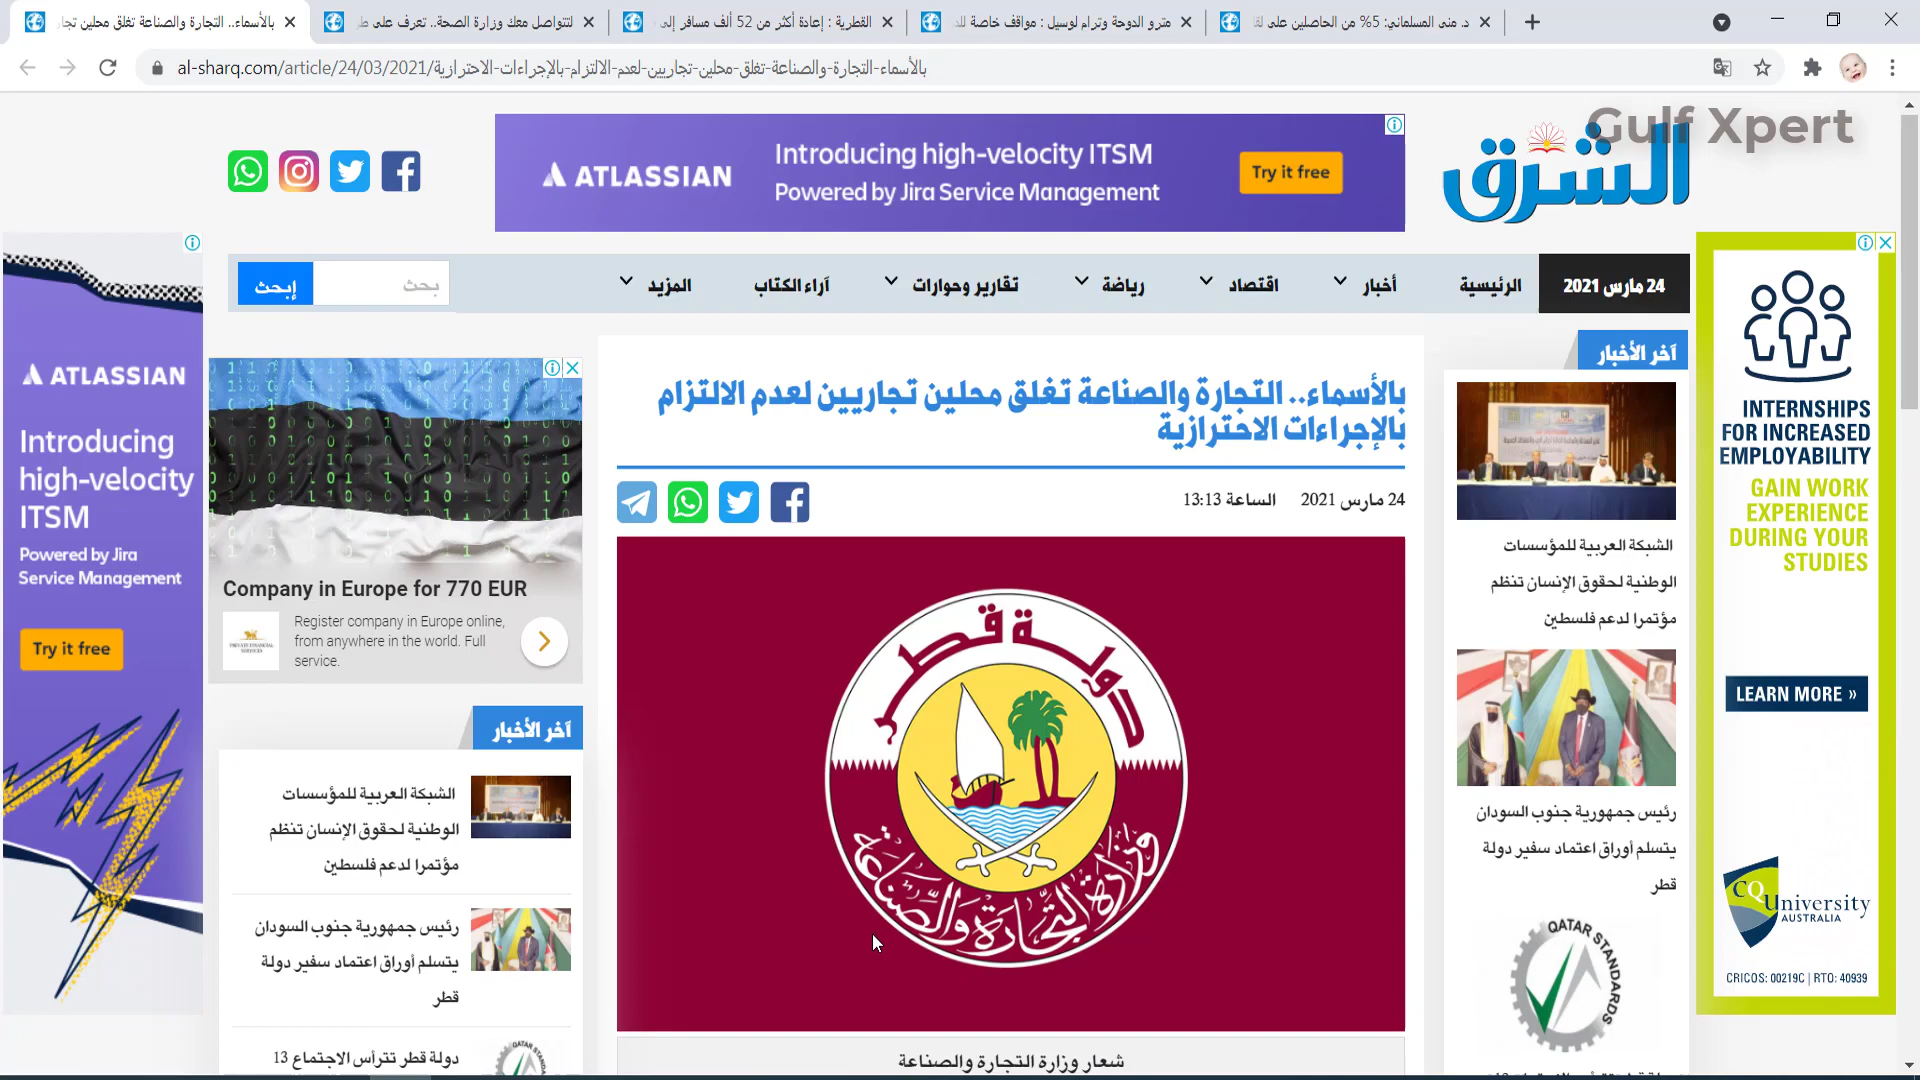 بالأسماء.. التجارة والصناعة تغلق محلين تجار
لتتواصل معك وزارة الصحة.. تعرف على
القطرية : إعادة أكثر من 52 ألف مسافر إلى
مترو الدوحة وترام لوسيل : مواقف خاصة
د. منى المسلماني: 5% من الحاصلين على
al-sharq.com/article/24/03/2021/بالأسماء-التجارة-والصناعة-تغلق-محلين-تجاريين-لعدم-الالتزام-بالإجراءات-الاحترازية
Gulf Xpert
الشرق
ATLASSIAN
Introducing high-velocity ITSM
Powered by Jira Service Management
Try it free
24 مارس 2021
الرئيسية
أخبار
اقتصاد
رياضة
تقارير وحوارات
آراء الكتاب
المزيد
بحث
إبحث
ATLASSIAN
Introducing
high-velocity
ITSM
Powered by Jira
Service Management
Try it free
Company in Europe for 770 EUR
PRIVATE FINANCIAL
SERVICES
Register company in Europe online,
from anywhere in the world. Full
service.
آخر الأخبار
الشبكة العربية للمؤسسات
الوطنية لحقوق الإنسان تنظم
مؤتمرا لدعم فلسطين
رئيس جمهورية جنوب السودان
يتسلم أوراق اعتماد سفير دولة
قطر
دولة قطر تترأس الاجتماع 13
بالأسماء.. التجارة والصناعة تغلق محلين تجاريين لعدم الالتزام
بالإجراءات الاحترازية
24 مارس 2021 الساعة 13:13
دولة قطر
وزارة التجارة والصناعة
شعار وزارة التجارة والصناعة
آخر الأخبار
الشبكة العربية للمؤسسات
الوطنية لحقوق الإنسان تنظم
مؤتمرا لدعم فلسطين
رئيس جمهورية جنوب السودان
يتسلم أوراق اعتماد سفير دولة
قطر
QATAR STANDARDS
INTERNSHIPS
FOR INCREASED
EMPLOYABILITY
GAIN WORK
EXPERIENCE
DURING YOUR
STUDIES
LEARN MORE »
CQUniversity
AUSTRALIA
CRICOS: 00219C | RTO: 40939